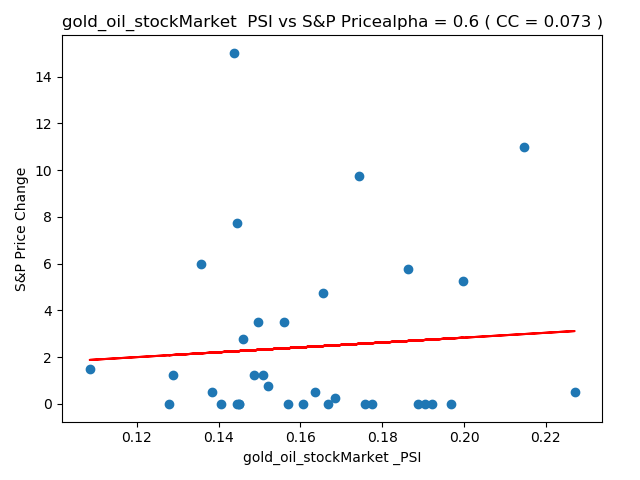 gold_oil_stockMarket  PSI vs S&P Pricealpha = 0.6 ( CC = 0.073 )
14
12
10
8
6
4
2
0
S&P Price Change
0.12 0.14 0.16 0.18 0.20 0.22
gold_oil_stockMarket _PSI